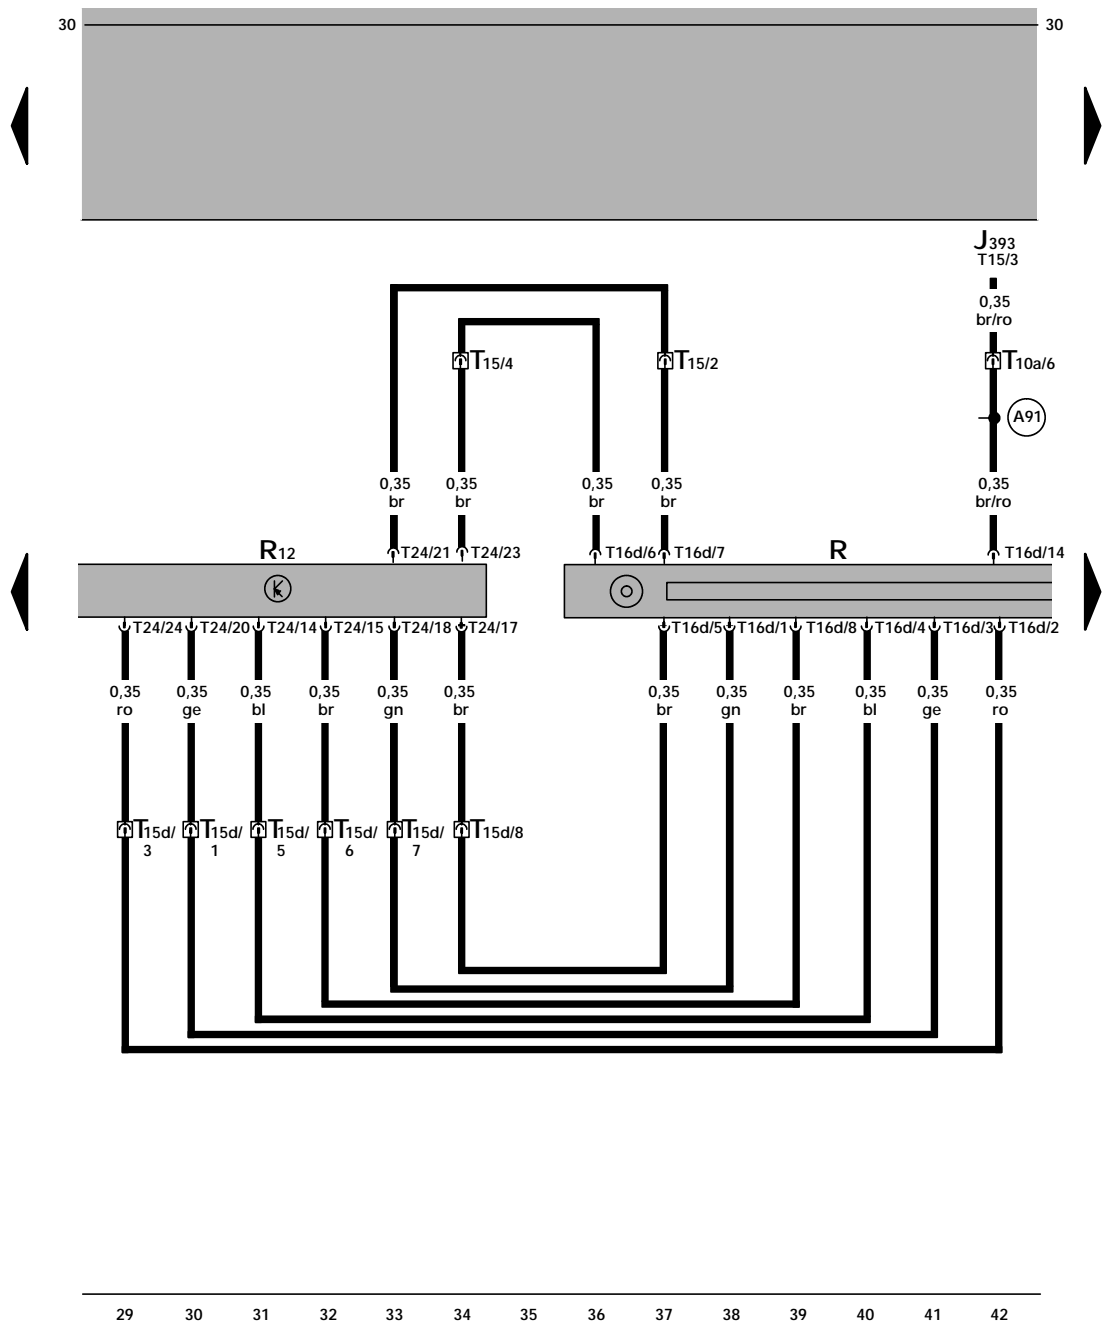 30 30
J393
T15/3
0,35
br/ro
T15/4 T15/2 T10a/6
A91
0,35 0,35 0,35 0,35 0,35
br br br br br/ro
R12 T24/21 T24/23 T16d/6 T16d/7 R T16d/14
T24/24 T24/20 T24/14 T24/15 T24/18 T24/17 T16d/5 T16d/1 T16d/8 T16d/4 T16d/3 T16d/2
0,35 0,35 0,35 0,35 0,35 0,35 0,35 0,35 0,35 0,35 0,35 0,35
ro ge bl br gn br br gn br bl ge ro
T15d/ T15d/ T15d/ T15d/ T15d/ T15d/8
3 1 5 6 7
29 30 31 32 33 34 35 36 37 38 39 40 41 42